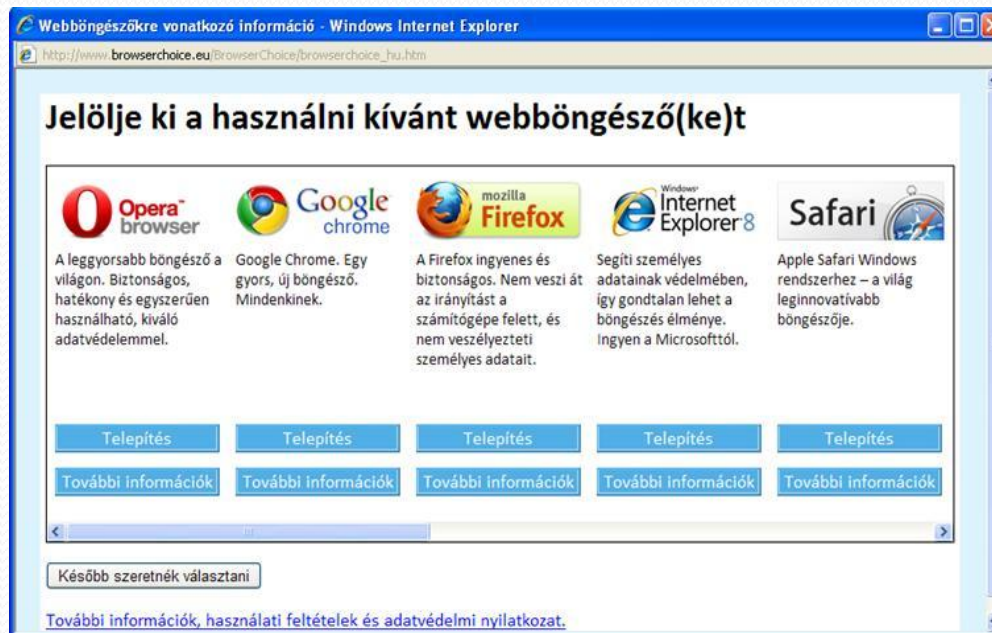 Webböngészőkre vonatkozó információ - Windows Internet Explorer
http://www.browserchoice.eu/BrowserChoice/browserchoice_hu.htm
Jelölje ki a használni kívánt webböngésző(ke)t
Opera
browser
A leggyorsabb böngésző a
világon. Biztonságos,
hatékony és egyszerűen
használható, kiváló
adatvédelemmel.
Telepítés
További információk
Google
chrome
Google Chrome. Egy
gyors, új böngésző.
Mindenkinek.
Telepítés
További információk
mozilla
Firefox
A Firefox ingyenes és
biztonságos. Nem veszi át
az irányítást a
számítógépe felett, és
nem veszélyezteti
személyes adatait.
Telepítés
További információk
Windows
Internet
Explorer 8
Segíti személyes
adatainak védelmében,
így gondtalan lehet a
böngészés élménye.
Ingyen a Microsofttól.
Telepítés
További információk
Safari
Apple Safari Windows
rendszerhez – a világ
leginnovatívabb
böngészője.
Telepítés
További információk
Később szeretnék választani
További információk, használati feltételek és adatvédelmi nyilatkozat.